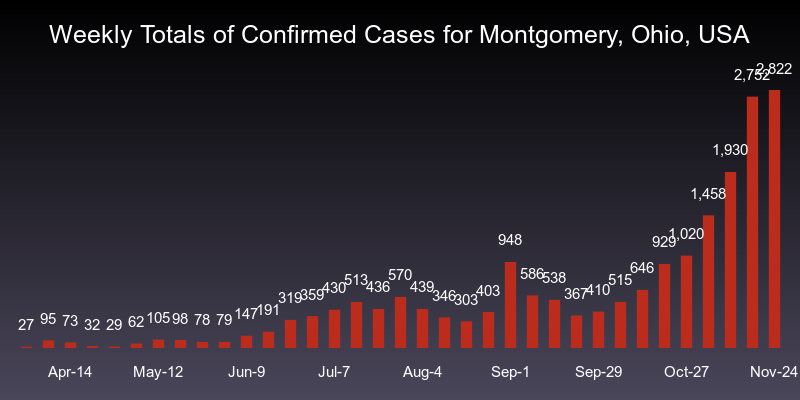 Weekly Totals of Confirmed Cases for Montgomery, Ohio, USA
27 95 73 32 29 62 105 98 78 79 147 191 319 359 430 513 436 570 439 346 303 403 948 586 538 367 410 515 646 929 1,020 1,458 1,930 2,752 2,822
Apr-14 May-12 Jun-9 Jul-7 Aug-4 Sep-1 Sep-29 Oct-27 Nov-24